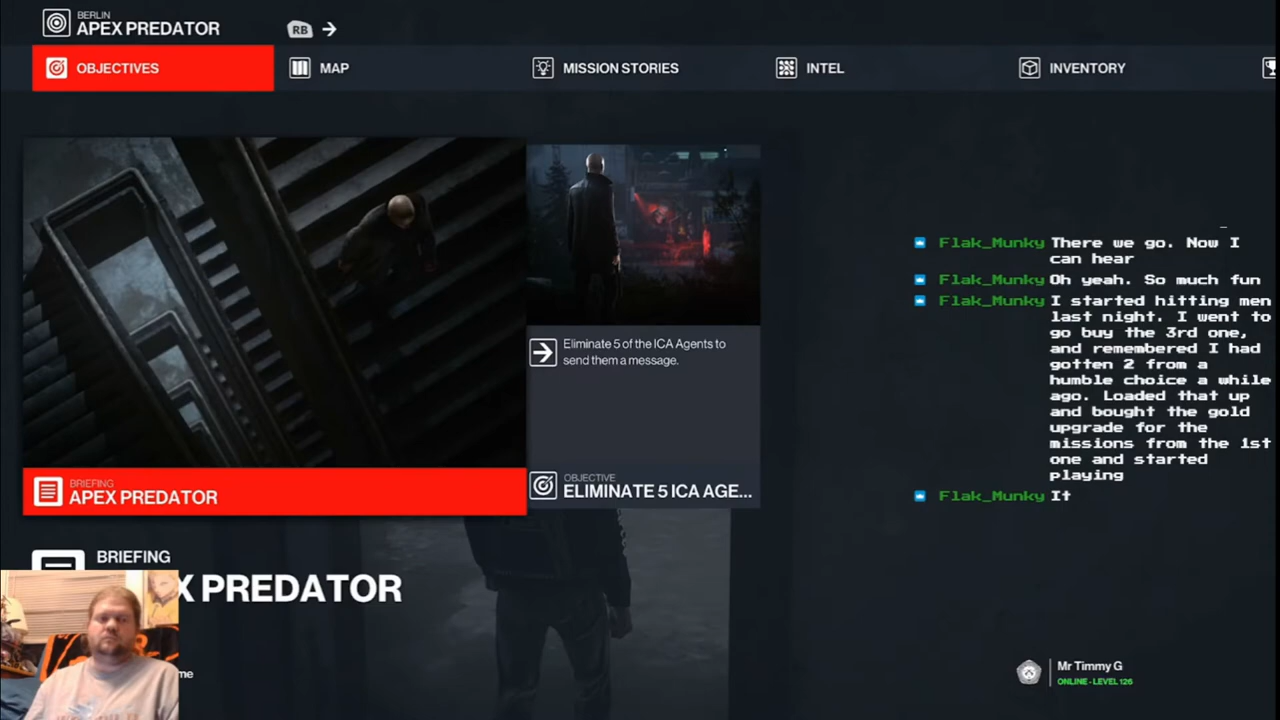 BERLIN
APEX PREDATOR
RB
OBJECTIVES
MAP
MISSION STORIES
INTEL
INVENTORY
Eliminate 5 of the ICA Agents to
send them a message.
BRIEFING
APEX PREDATOR
OBJECTIVE
ELIMINATE 5 ICA AGE...
BRIEFING
X PREDATOR
me
Flak_Munky There we go. Now I
can hear
Flak_Munky Oh yeah. So much fun
Flak_Munky I started hitting men
last night. I went to
go buy the 3rd one,
and remembered I had
gotten 2 from a
humble choice a while
ago. Loaded that up
and bought the gold
upgrade for the
missions from the 1st
one and started
playing
Flak_Munky It
Mr Timmy G
ONLINE - LEVEL 126